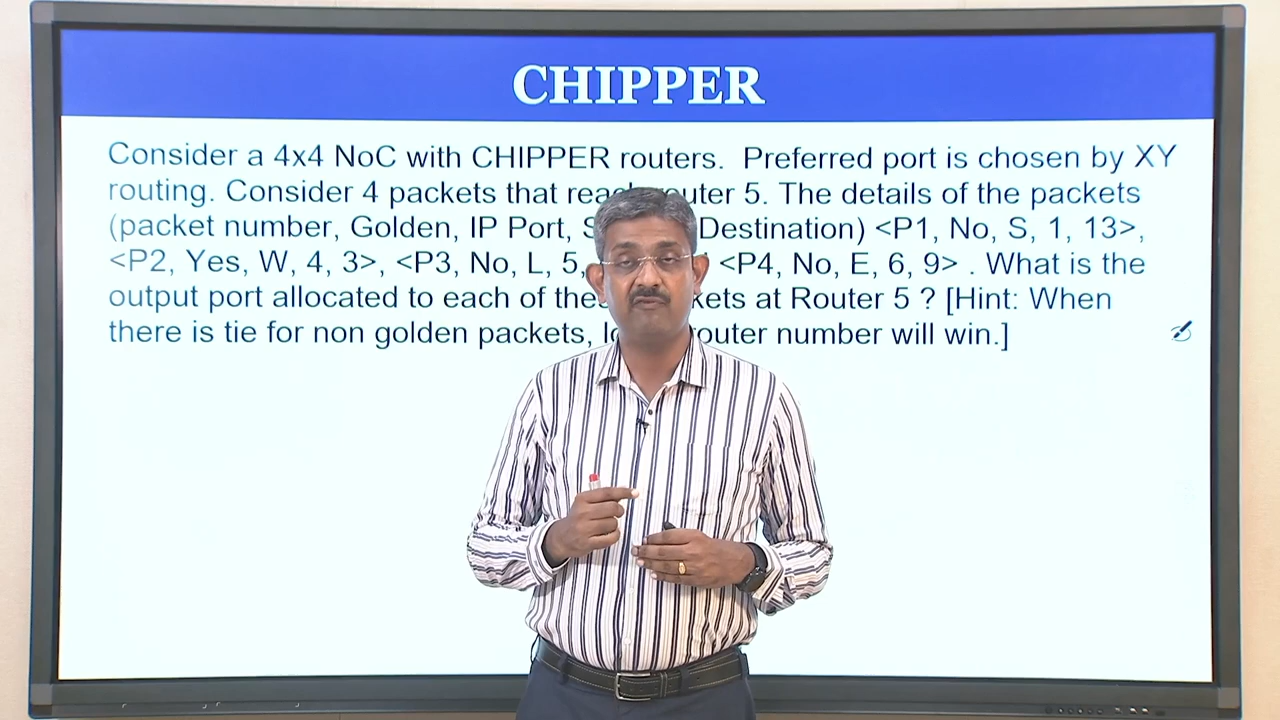 CHIPPER
Consider a 4x4 NoC with CHIPPER routers. Preferred port is chosen by XY
routing. Consider 4 packets that router 5. The details of the packets
(packet number, Golden, IP Port, Destination) <P1, No, S, 1, 13>,
<P2, Yes, W, 4, 3>, <P3, No, L, 5, <P4, No, E, 6, 9> . What is the
output port allocated to each of at Router 5 ? [Hint: When
there is tie for non golden packets, router number will win.]